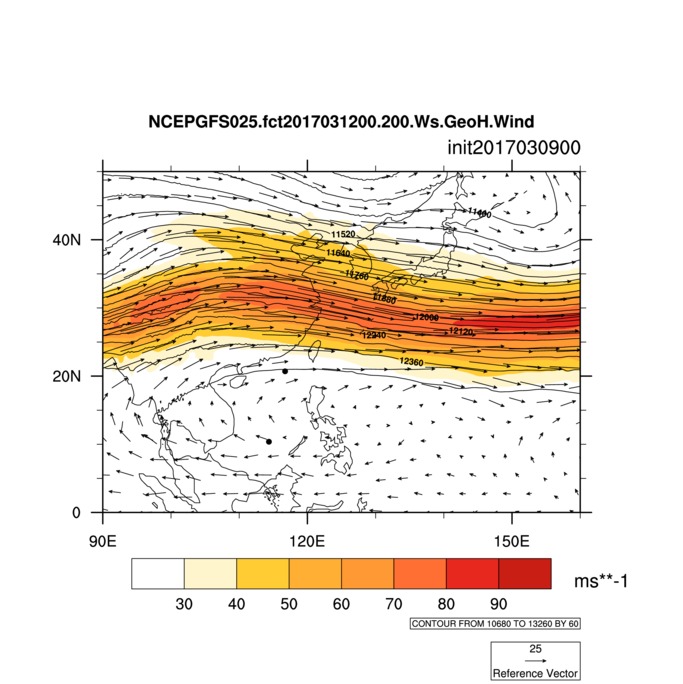 NCEPGFS025.fct2017031200.200.Ws.GeoH.Wind
init2017030900
11400
11520
11640
11760
11880
12000
12120
12240
12360
40N
20N
0
90E 120E 150E
30 40 50 60 70 80 90
ms**-1
CONTOUR FROM 10680 TO 13260 BY 60
25
Reference Vector